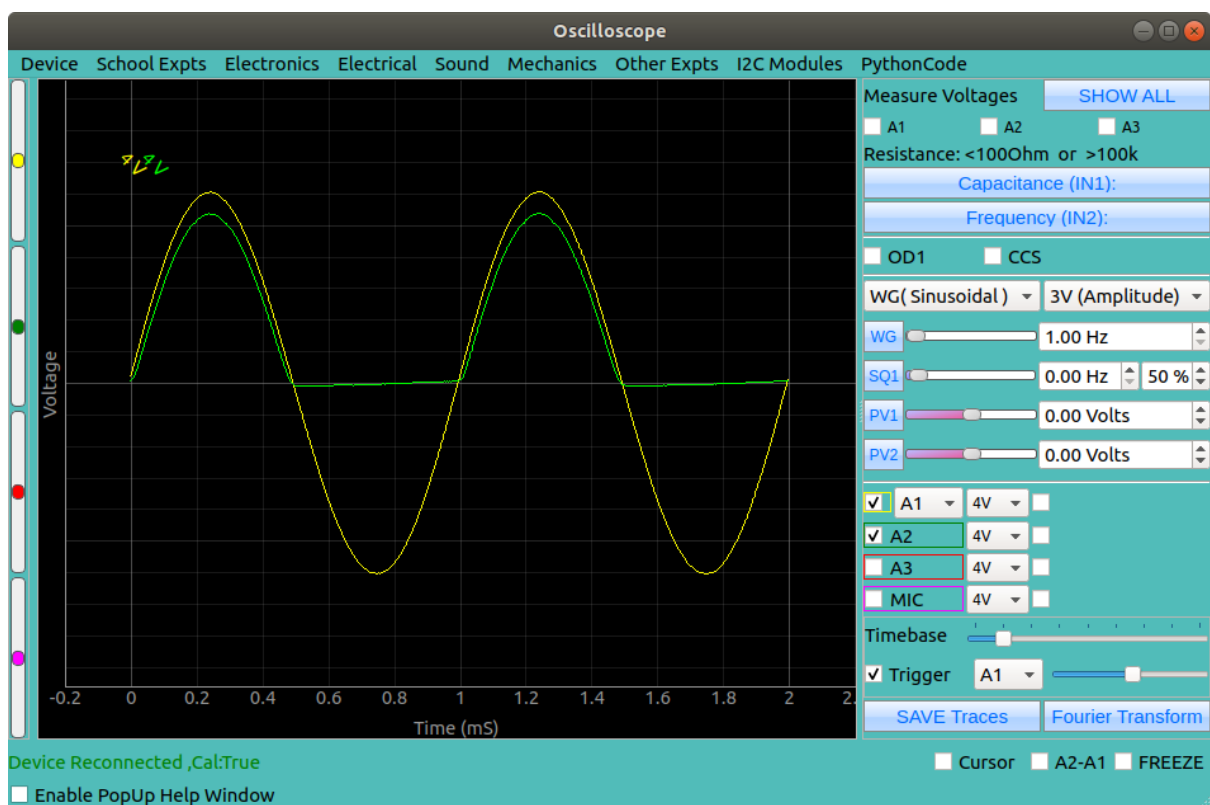 Oscilloscope
Device School Expts Electronics Electrical Sound Mechanics Other Expts I2C Modules PythonCode
Measure Voltages SHOW ALL
A1 A2 A3
Resistance: <100Ohm or >100k
Capacitance (IN1):
Frequency (IN2):
OD1 CCS
WG( Sinusoidal ) 3V (Amplitude)
WG 1.00 Hz
SQ1 0.00 Hz 50 %
PV1 0.00 Volts
PV2 0.00 Volts
A1 4V
A2 4V
A3 4V
MIC 4V
Timebase
Trigger A1
SAVE Traces Fourier Transform
4V 4V
Voltage
-0.2 0 0.2 0.4 0.6 0.8 1 1.2 1.4 1.6 1.8 2 2.
Time (mS)
Device Reconnected ,Cal:True
Cursor A2-A1 FREEZE
Enable PopUp Help Window